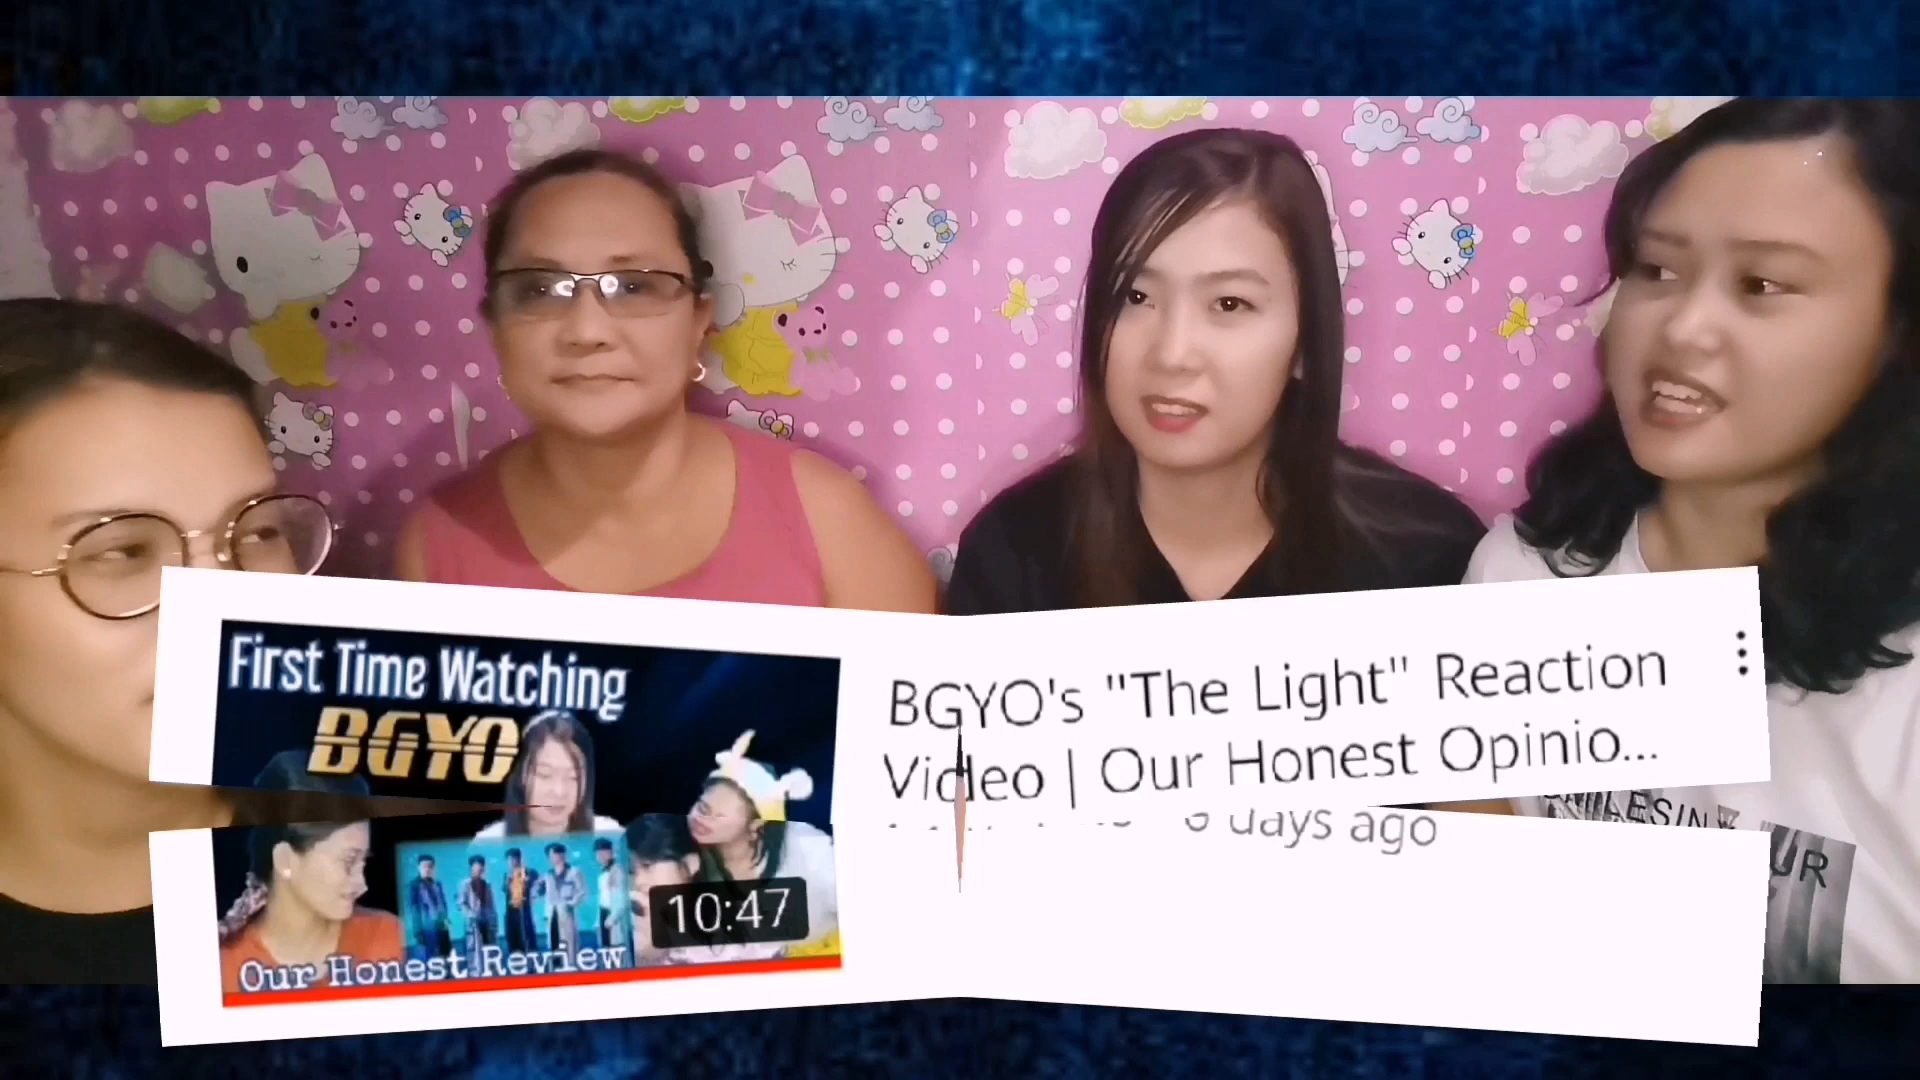 First Time Watching
BGYO
BGYO's "The Light" Reaction
Video | Our Honest Opinio...
days ago
10:47
Our Honest Review
UR